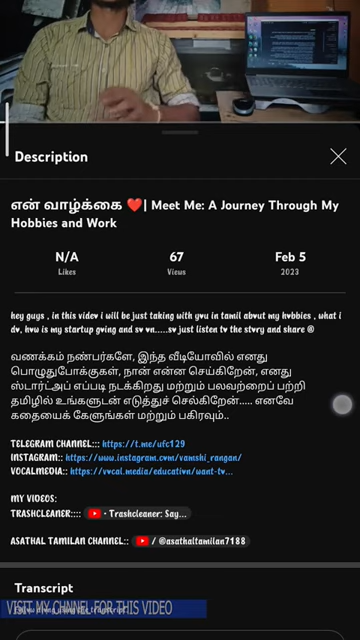 Description
என் வாழ்க்கை ❤️| Meet Me: A Journey Through My
Hobbies and Work
N/A
67
Feb 5
Likes
Views
2023
hey guys , in this video i will be just taking with you in tamil about my hobbies , what i
do, how is my startup going and so on.....so just listen to the story and share ®
வணக்கம் நண்பர்களே, இந்த வீடியோவில் எனது
பொழுதுபோக்குகள், நான் என்ன செய்கிறேன், எனது
ஸ்டார்ட்அப் எப்படி நடக்கிறது மற்றும் பலவற்றைப் பற்றி
தமிழில் உங்களுடன் எடுத்துச் செல்கிறேன்..... எனவே
கதையைக் கேளுங்கள் மற்றும் பகிரவும்..
TELEGRAM CHANNEL::: https://t.me/ufc129
INSTAGRAM:: https://www.instagram.com/vamshi_rangan/
VOCALMEDIA:: https://vocal.media/education/want-tv...
MY VIDEOS:
TRASHCLEANER:::: • Trashcleaner: Say...
ASATHAL TAMILAN CHANNEL:: / @asathaltamilan7188
Transcript
VISIT MY CHNNEL FOR THIS VIDEO